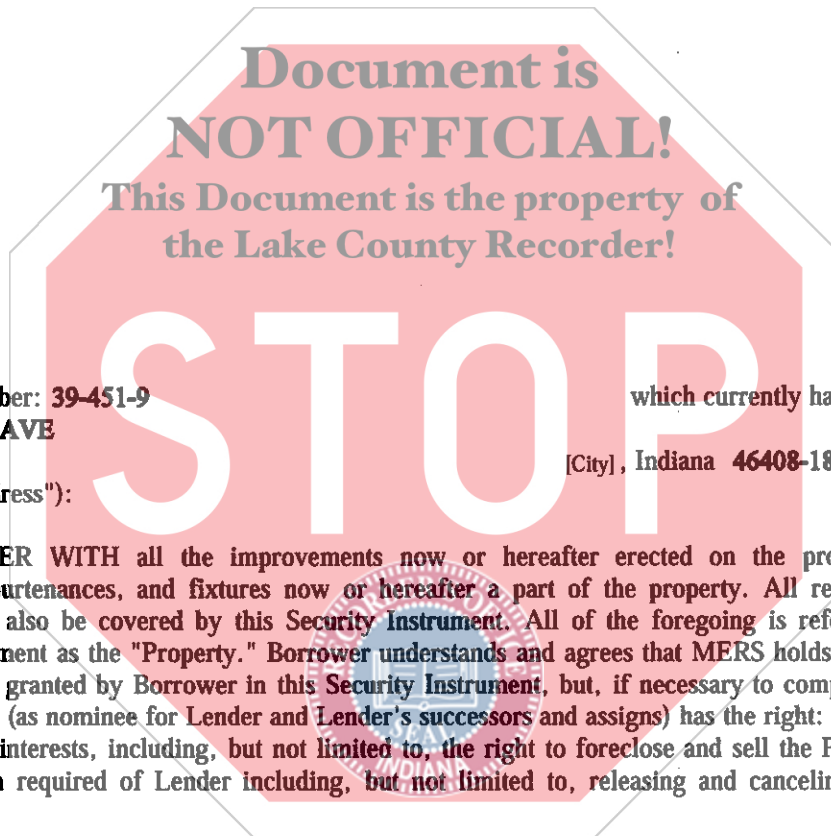 Document is
NOT OFFICIAL!
This Document is the property of
the Lake County Recorder!
STOP
ber: 39-451-9 which currently ha
AVE
[City], Indiana 46408-18
ress"):
ER WITH all the improvements now or hereafter erected on the pro
urtenances, and fixtures now or hereafter a part of the property. All re
also be covered by this Security Instrument. All of the foregoing is refe
ment as the "Property." Borrower understands and agrees that MERS holds
granted by Borrower in this Security Instrument, but, if necessary to comp
(as nominee for Lender and Lender's successors and assigns) has the right:
interests, including, but not limited to, the right to foreclose and sell the P
n required of Lender including, but not limited to, releasing and cancelin
SEAL
INDIANA